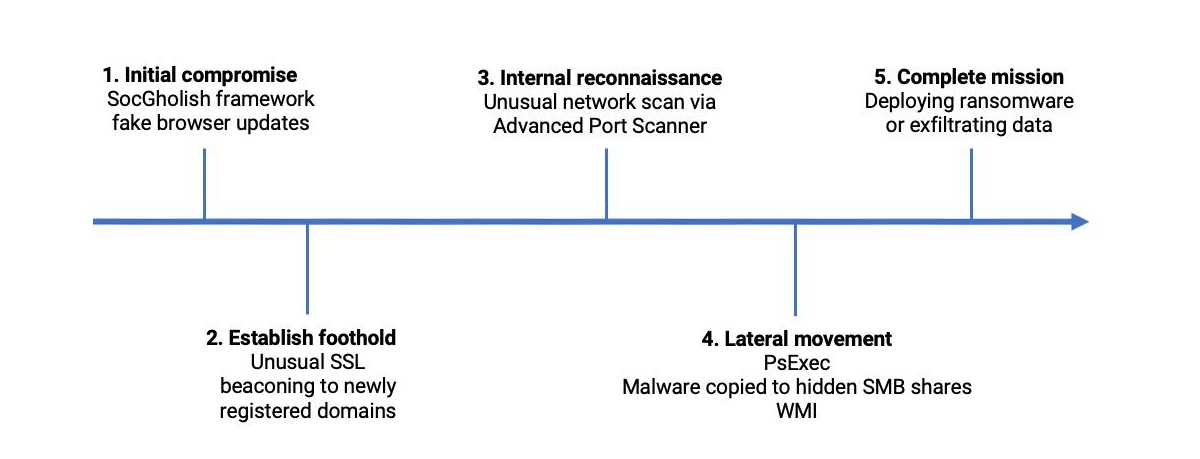 1. Initial compromise
SocGholish framework
fake browser updates
2. Establish foothold
Unusual SSL
beaconing to newly
registered domains
3. Internal reconnaissance
Unusual network scan via
Advanced Port Scanner
4. Lateral movement
PsExec
Malware copied to hidden SMB shares
WMI
5. Complete mission
Deploying ransomware
or exfiltrating data